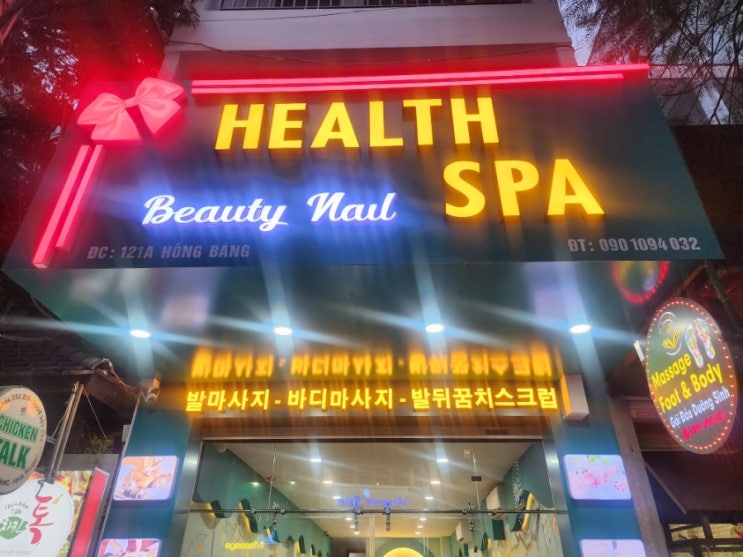 HEALTH
SPA
Beauty Nail
ĐC: 121A HỒNG BÀNG
ĐT: 090 1094 032
발마사지 - 바디마사지 - 발뒤꿈치스크럽
Massage
Foot & Body
Gội Đầu Dưỡng Sinh
CHICKEN
TALK
톡